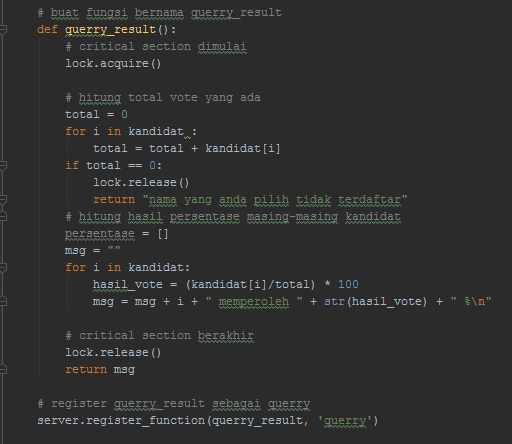 # buat fungsi bernama querry_result
def querry_result():
# critical section dimulai
lock.acquire()
# hitung total vote yang ada
total = 0
for i in kandidat :
total = total + kandidat[i]
if total == 0:
lock.release()
return "nama yang anda pilih tidak terdaftar"
# hitung hasil persentase masing-masing kandidat
persentase = []
msg = ""
for i in kandidat:
hasil_vote = (kandidat[i]/total) * 100
msg = msg + i + " memperoleh " + str(hasil_vote) + " %\n"
# critical section berakhir
lock.release()
return msg
# register querry_result sebagai querry
server.register_function(querry_result, 'querry')